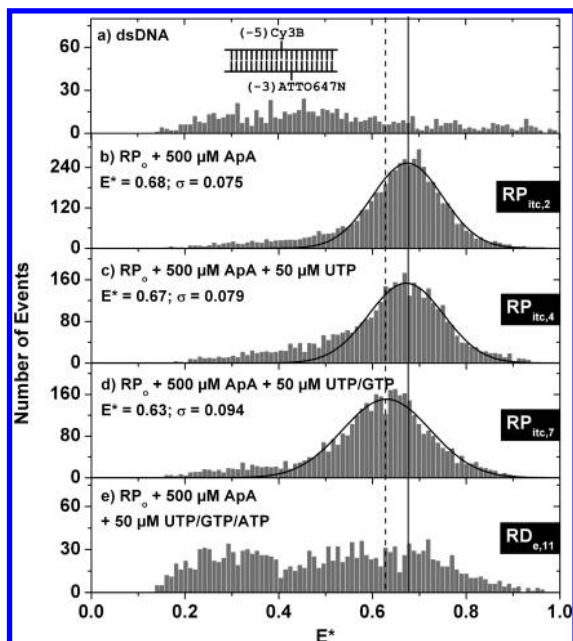 a) dsDNA
(-5)Cy3B
(-3)ATTO647N
60
30
0
b) RPo + 500 µM ApA
E* = 0.68; σ = 0.075
RPitc,2
240
160
80
0
c) RPo + 500 µM ApA + 50 µM UTP
E* = 0.67; σ = 0.079
RPitc,4
160
80
0
d) RPo + 500 µM ApA + 50 µM UTP/GTP
E* = 0.63; σ = 0.094
RPitc,7
160
80
0
e) RPo + 500 µM ApA
+ 50 µM UTP/GTP/ATP
RDe,11
60
30
0
Number of Events
0.0 0.2 0.4 0.6 0.8 1.0
E*